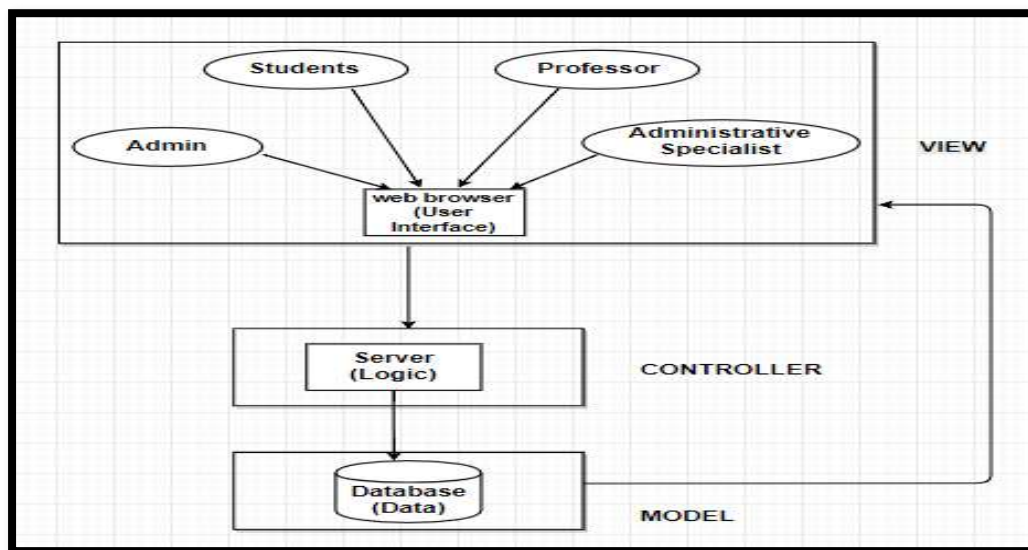 Students
Professor
Admin
Administrative
Specialist
VIEW
web browser
(User
Interface)
Server
(Logic)
CONTROLLER
Database
(Data)
MODEL